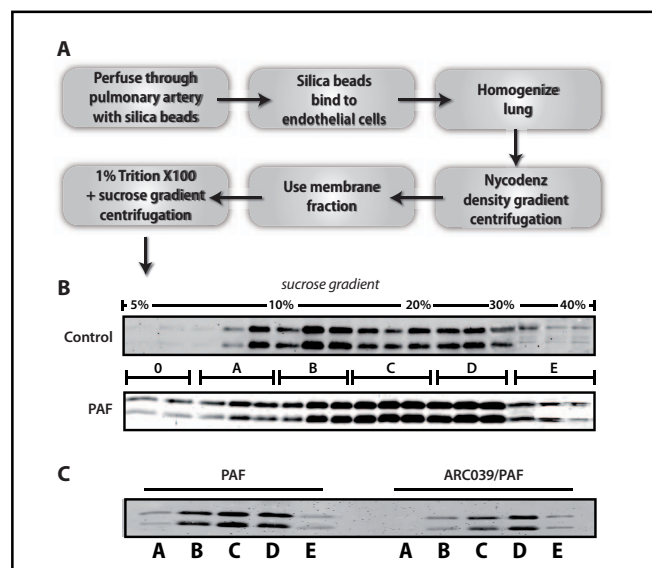 A
Perfuse through
pulmonary artery
with silica beads
Silica beads
bind to
endothelial cells
Homogenize
lung
1% Trition X100
+ sucrose gradient
centrifugation
Use membrane
fraction
Nycodenz
density gradient
centrifugation
B
sucrose gradient
5% 10% 20% 30% 40%
Control
0 A B C D E
PAF
C
PAF ARC039/PAF
A B C D E A B C D E